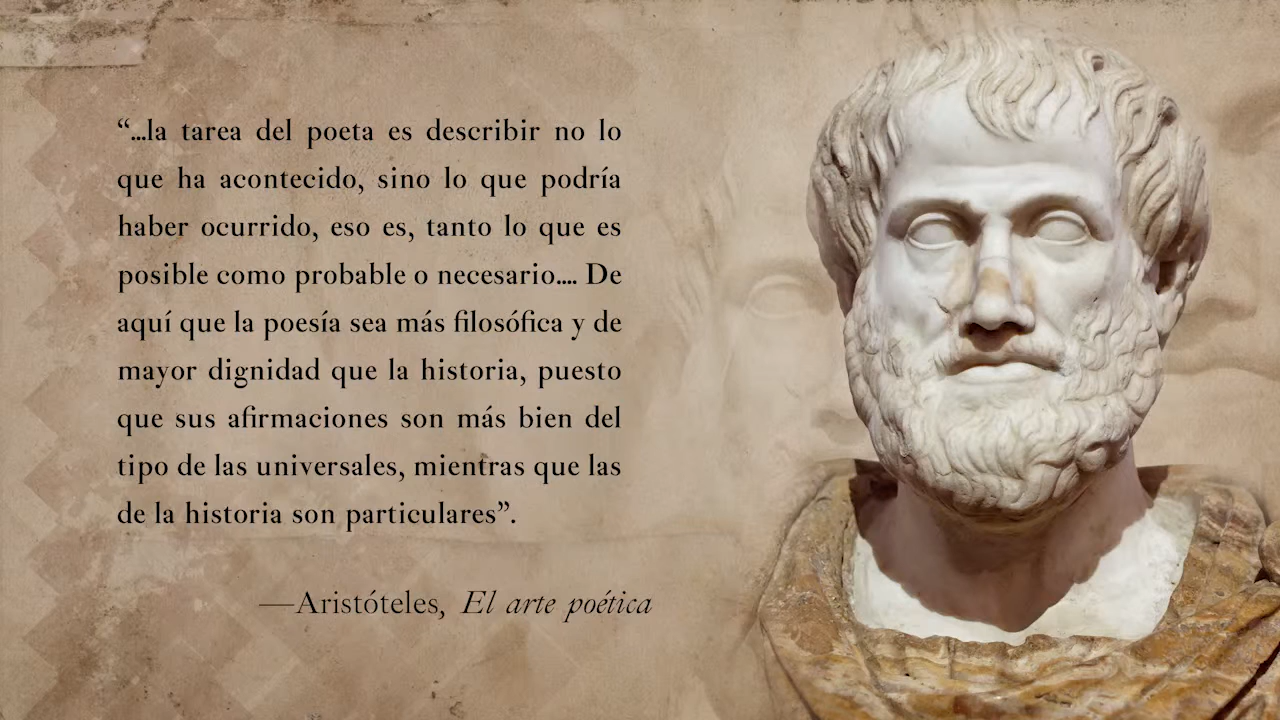 “...la tarea del poeta es describir no lo
que ha acontecido, sino lo que podría
haber ocurrido, eso es, tanto lo que es
posible como probable o necesario.... De
aquí que la poesía sea más filosófica y de
mayor dignidad que la historia, puesto
que sus afirmaciones son más bien del
tipo de las universales, mientras que las
de la historia son particulares”.
—Aristóteles, El arte poética